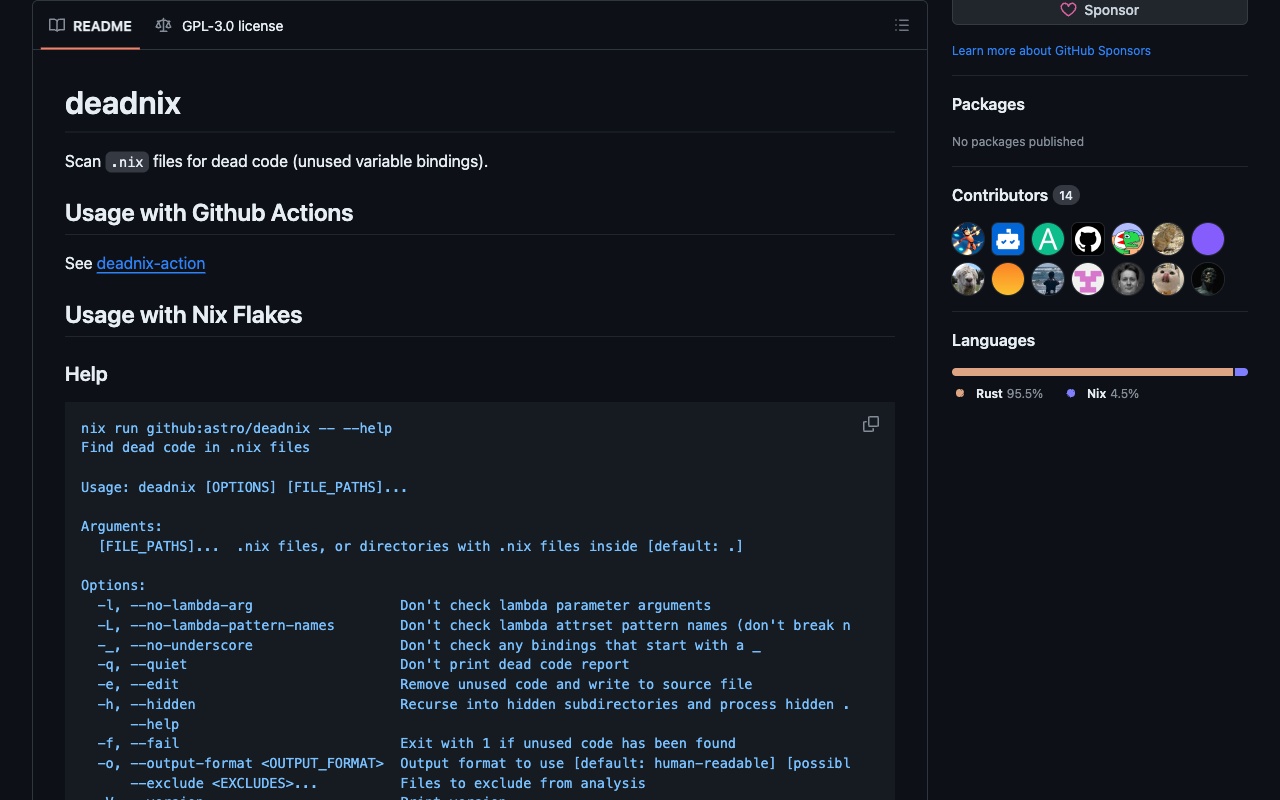 README
GPL-3.0 license
deadnix
Scan .nix files for dead code (unused variable bindings).
Usage with Github Actions
See deadnix-action
Usage with Nix Flakes
Help
nix run github:astro/deadnix -- --help
Find dead code in .nix files
Usage: deadnix [OPTIONS] [FILE_PATHS]...
Arguments:
  [FILE_PATHS]...  .nix files, or directories with .nix files inside [default: .]
Options:
  -l, --no-lambda-arg                  Don't check lambda parameter arguments
  -L, --no-lambda-pattern-names        Don't check lambda attrset pattern names (don't break n
  -_, --no-underscore                  Don't check any bindings that start with a _
  -q, --quiet                          Don't print dead code report
  -e, --edit                           Remove unused code and write to source file
  -h, --hidden                         Recurse into hidden subdirectories and process hidden .
      --help
  -f, --fail                           Exit with 1 if unused code has been found
  -o, --output-format <OUTPUT_FORMAT>  Output format to use [default: human-readable] [possibl
      --exclude <EXCLUDES>...          Files to exclude from analysis
  -V, --version                        Print version
Sponsor
Learn more about GitHub Sponsors
Packages
No packages published
Contributors 14
A
Languages
Rust 95.5%
Nix 4.5%